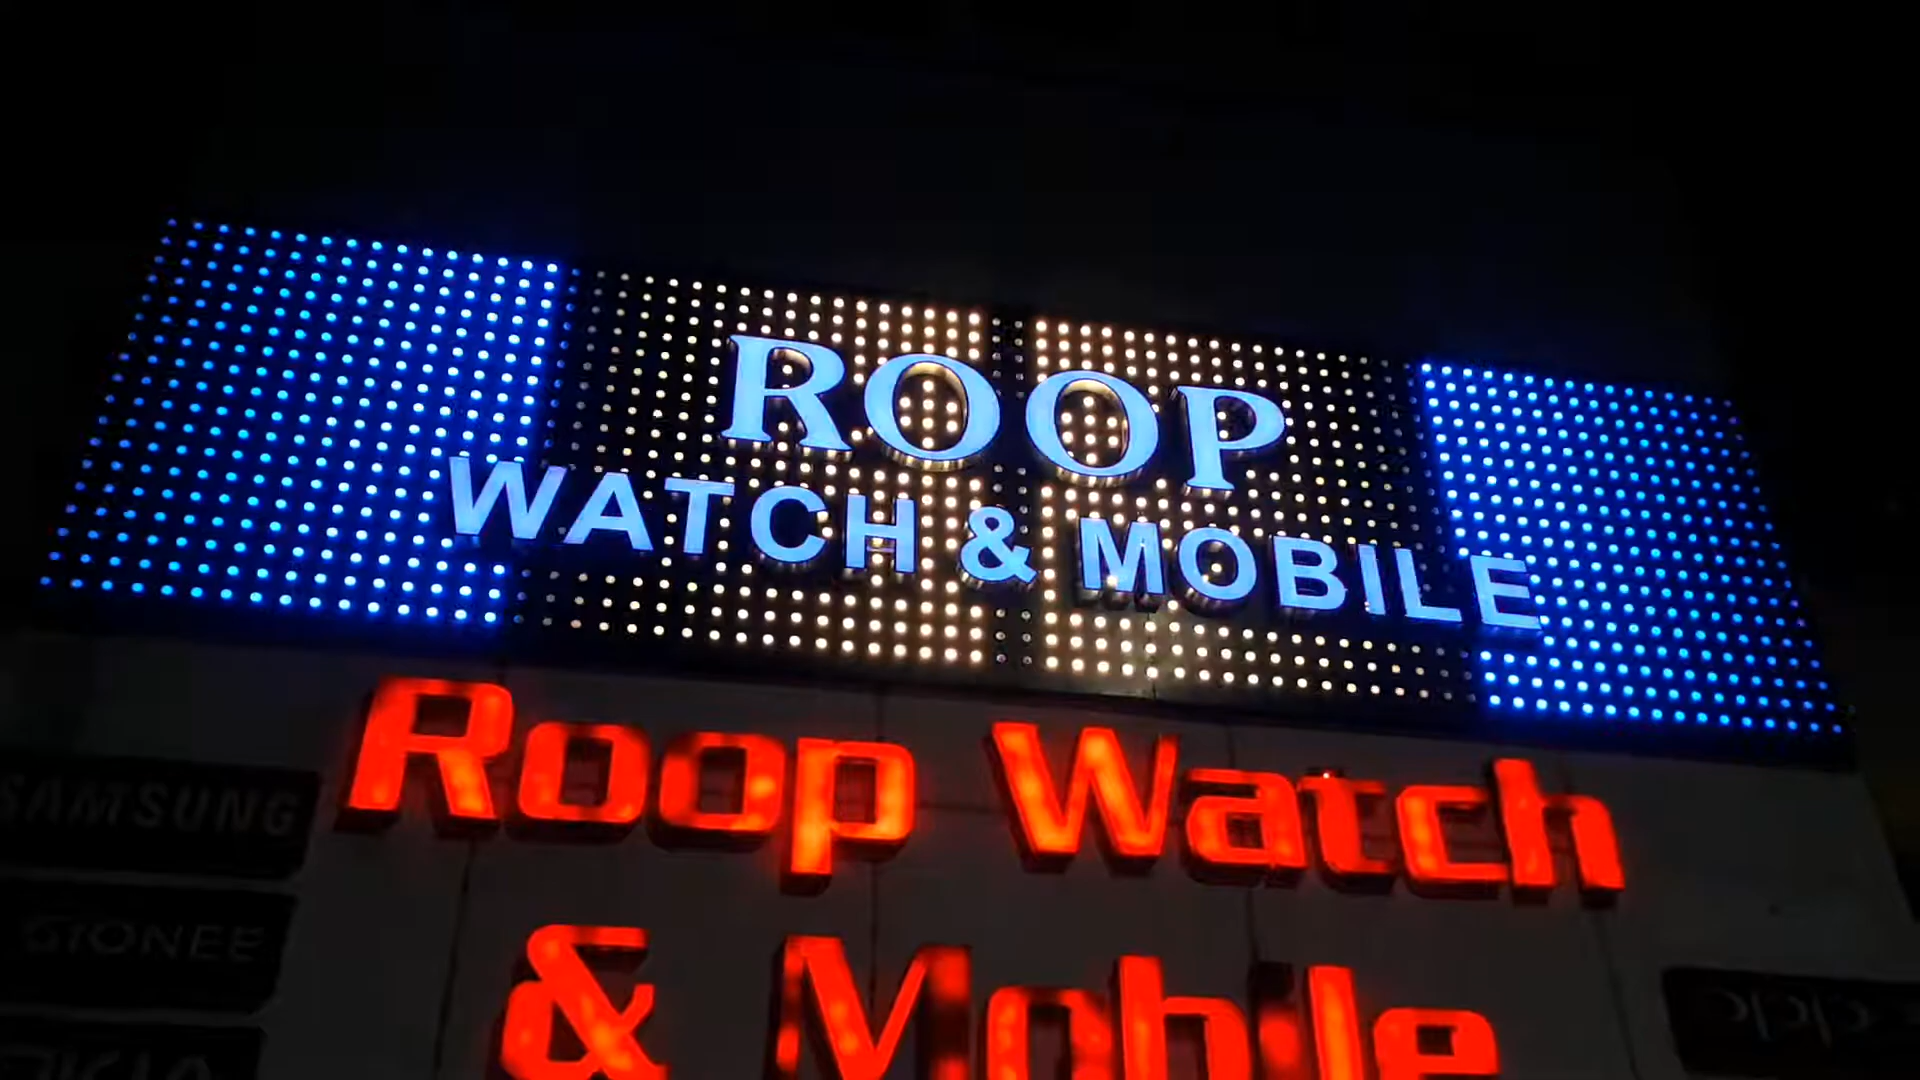 ROOP
WATCH & MOBILE
Roop Watch
& Mobile
SAMSUNG
GIONEE